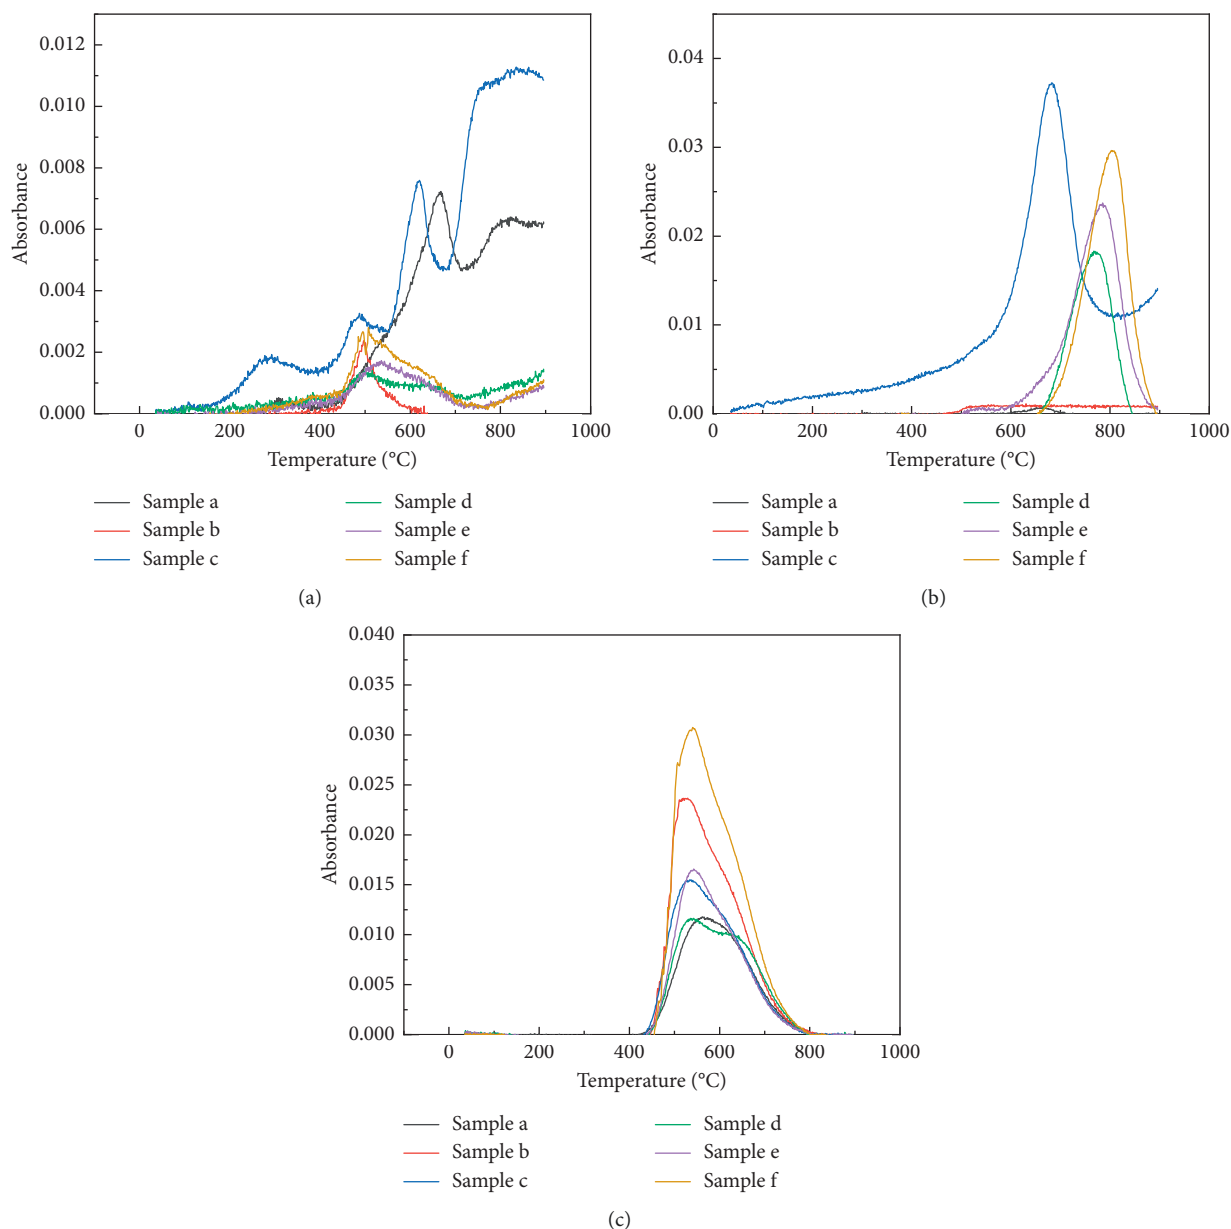 0.012
0.010
0.008
0.006
0.004
0.002
0.000
Absorbance
0
200
400
600
800
1000
Temperature (°C)
Sample a
Sample b
Sample c
Sample d
Sample e
Sample f
(a)
0.04
0.03
0.02
0.01
0.00
Absorbance
0
200
400
600
800
1000
Temperature (°C)
Sample a
Sample b
Sample c
Sample d
Sample e
Sample f
(b)
0.040
0.035
0.030
0.025
0.020
0.015
0.010
0.005
0.000
Absorbance
0
200
400
600
800
1000
Temperature (°C)
Sample a
Sample b
Sample c
Sample d
Sample e
Sample f
(c)